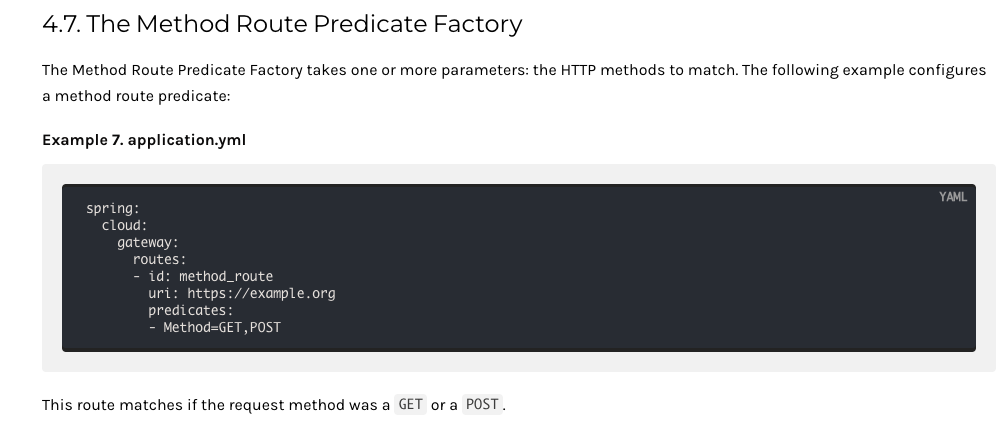 4.7. The Method Route Predicate Factory
The Method Route Predicate Factory takes one or more parameters: the HTTP methods to match. The following example configures
a method route predicate:
Example 7. application.yml
YAML
spring:
  cloud:
    gateway:
      routes:
      - id: method_route
        uri: https://example.org
        predicates:
        - Method=GET,POST
This route matches if the request method was a GET or a POST.